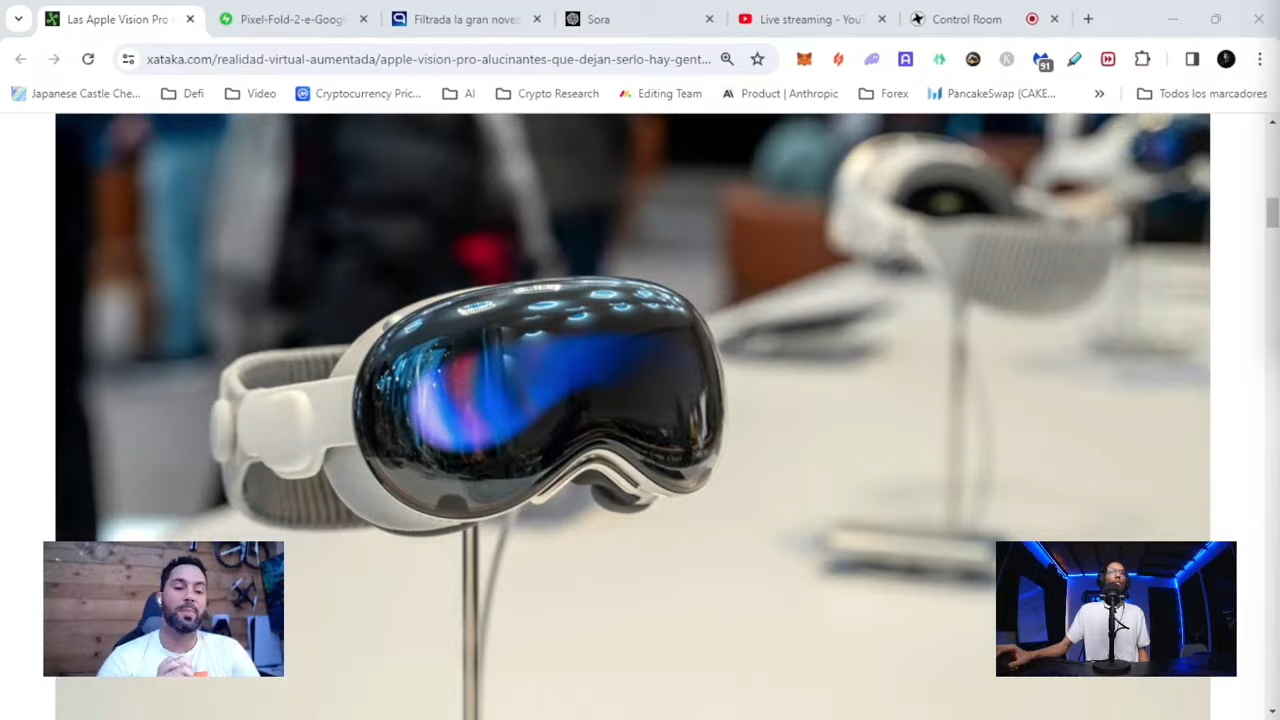 Las Apple Vision Pro
Pixel-Fold-2-e-Googl
Filtrada la gran noved
Sora
Live streaming - YouT
Control Room
xataka.com/realidad-virtual-aumentada/apple-vision-pro-alucinantes-que-dejan-serlo-hay-gent...
91
Japanese Castle Che...
Defi
Video
Cryptocurrency Pric...
AI
Crypto Research
Editing Team
Product | Anthropic
Forex
PancakeSwap (CAKE...
»
Todos los marcadores